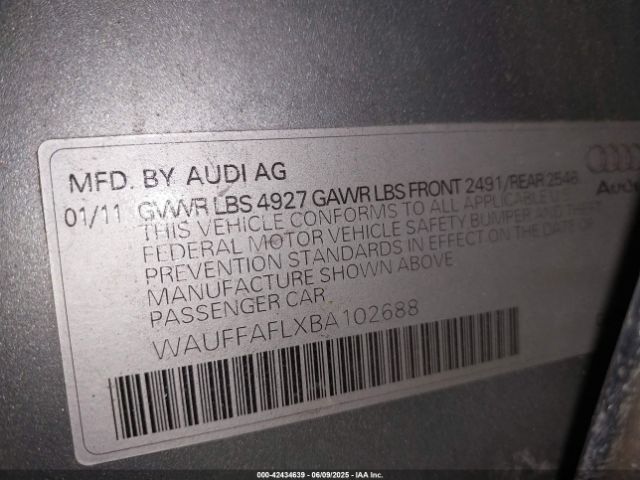 MFD. BY AUDI AG
01/11 GVWR LBS 4927 GAWR LBS FRONT 2491/REAR 2548
THIS VEHICLE CONFORMS TO ALL APPLICABLE
FEDERAL MOTOR VEHICLE SAFETY BUMPER AND THEFT
PREVENTION STANDARDS IN EFFECT ON THE DATE OF
MANUFACTURE SHOWN ABOVE
PASSENGER CAR
WAUFFAFLXBA102688
000-42434639 | 06/09/2025 | IAA Inc.